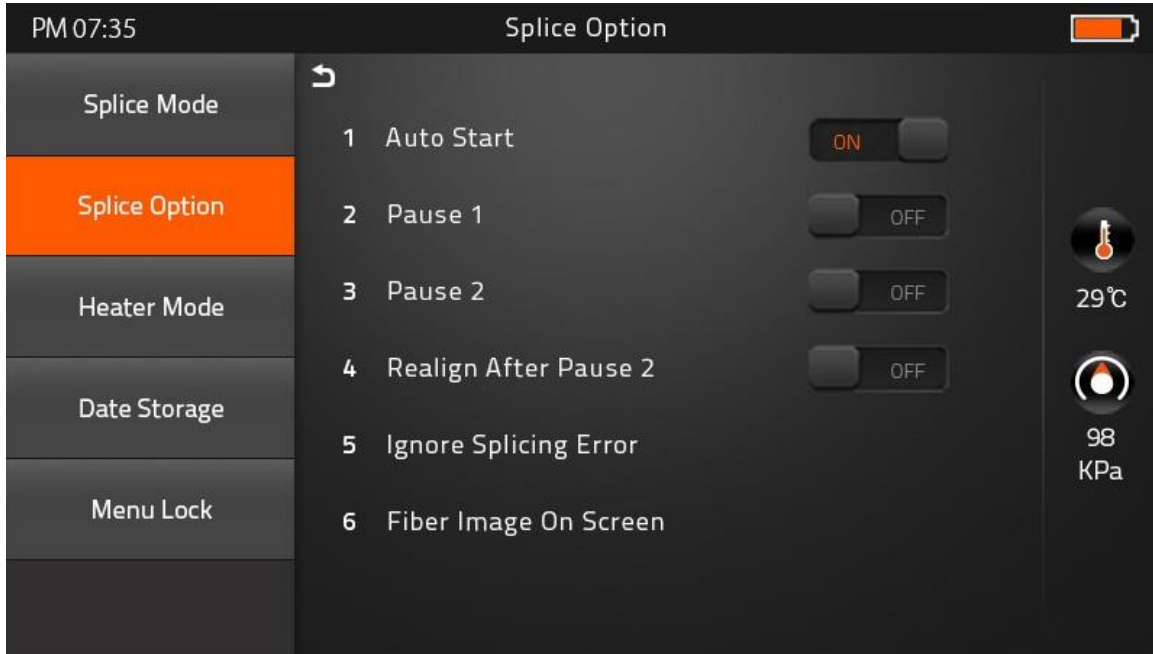 PM 07:35
Splice Option
Splice Mode
Splice Option
Heater Mode
Date Storage
Menu Lock
1 Auto Start ON
2 Pause 1 OFF
3 Pause 2 OFF
4 Realign After Pause 2 OFF
5 Ignore Splicing Error
6 Fiber Image On Screen
29℃
98
KPa